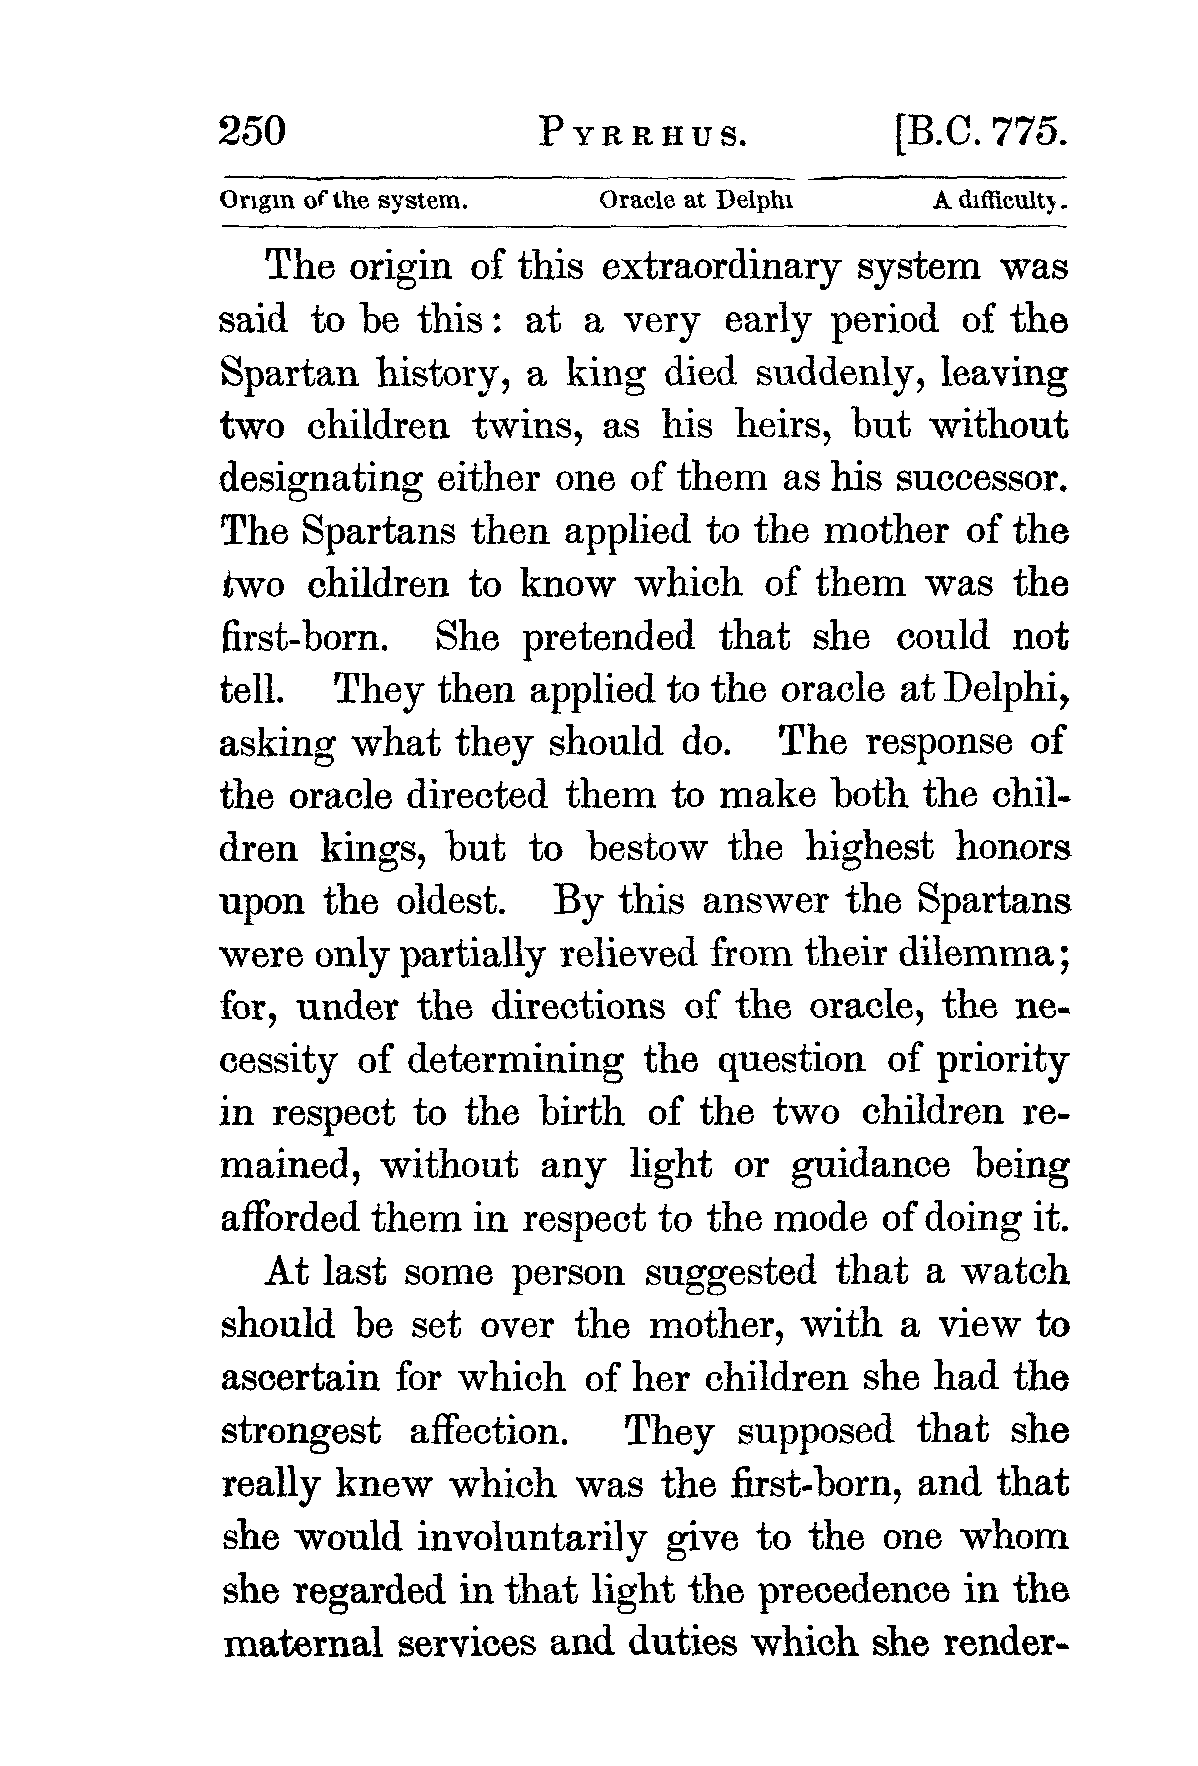 250 PYRRHUS. [B.C. 775.
Origin of the system. Oracle at Delphi A difficulty.
The origin of this extraordinary system was
said to be this: at a very early period of the
Spartan history, a king died suddenly, leaving
two children twins, as his heirs, but without
designating either one of them as his successor.
The Spartans then applied to the mother of the
two children to know which of them was the
first-born. She pretended that she could not
tell. They then applied to the oracle at Delphi,
asking what they should do. The response of
the oracle directed them to make both the chil-
dren kings, but to bestow the highest honors
upon the oldest. By this answer the Spartans
were only partially relieved from their dilemma;
for, under the directions of the oracle, the ne-
cessity of determining the question of priority
in respect to the birth of the two children re-
mained, without any light or guidance being
afforded them in respect to the mode of doing it.
At last some person suggested that a watch
should be set over the mother, with a view to
ascertain for which of her children she had the
strongest affection. They supposed that she
really knew which was the first-born, and that
she would involuntarily give to the one whom
she regarded in that light the precedence in the
maternal services and duties which she render-